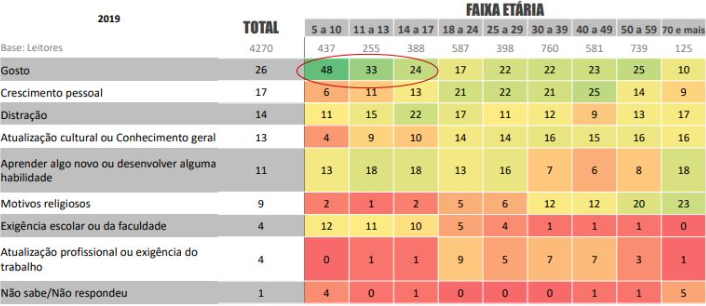 2019
FAIXA ETÁRIA
TOTAL
5 a 10 11 a 13 14 a 17 18 a 24 25 a 29 30 a 39 40 a 49 50 a 59 70 e mais
Base: Leitores 4270 437 255 388 587 398 760 581 739 125
Gosto 26 48 33 24 17 22 22 23 25 10
Crescimento pessoal 17 6 11 13 21 22 21 25 14 9
Distração 14 11 15 22 17 11 12 9 13 17
Atualização cultural ou Conhecimento geral 13 4 9 10 14 14 16 15 16 16
Aprender algo novo ou desenvolver alguma
habilidade 11 13 18 18 13 16 7 6 8 18
Motivos religiosos 9 2 1 2 5 6 12 12 20 23
Exigência escolar ou da faculdade 4 12 11 10 5 4 1 1 1 0
Atualização profissional ou exigência do
trabalho 4 0 1 1 9 5 7 7 3 1
Não sabe/Não respondeu 1 4 0 1 0 0 0 1 1 5